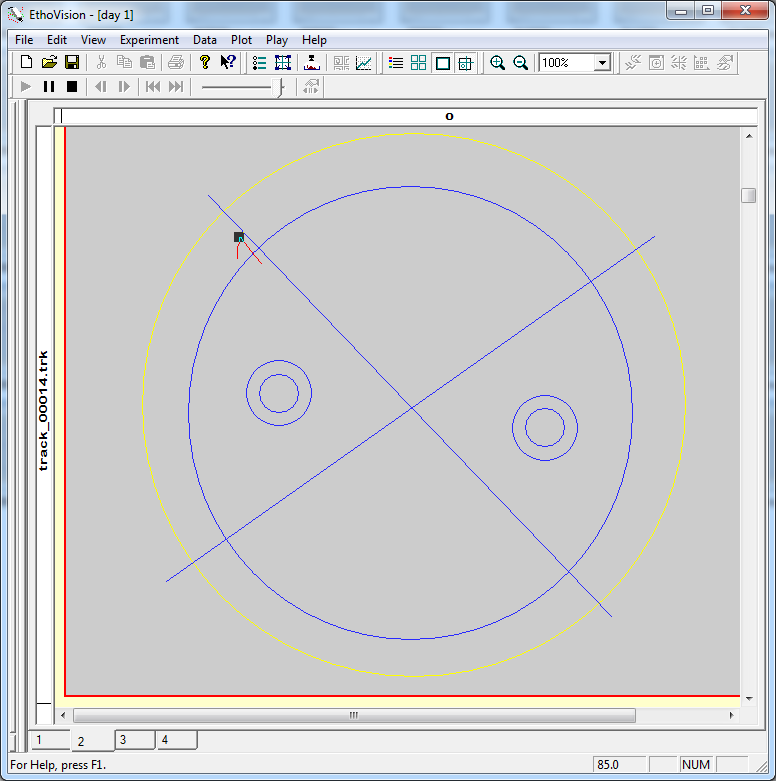 EthoVision - [day 1]
File Edit View Experiment Data Plot Play Help
100%
o
track_00014.trk
1 2 3 4
For Help, press F1. 85.0 NUM